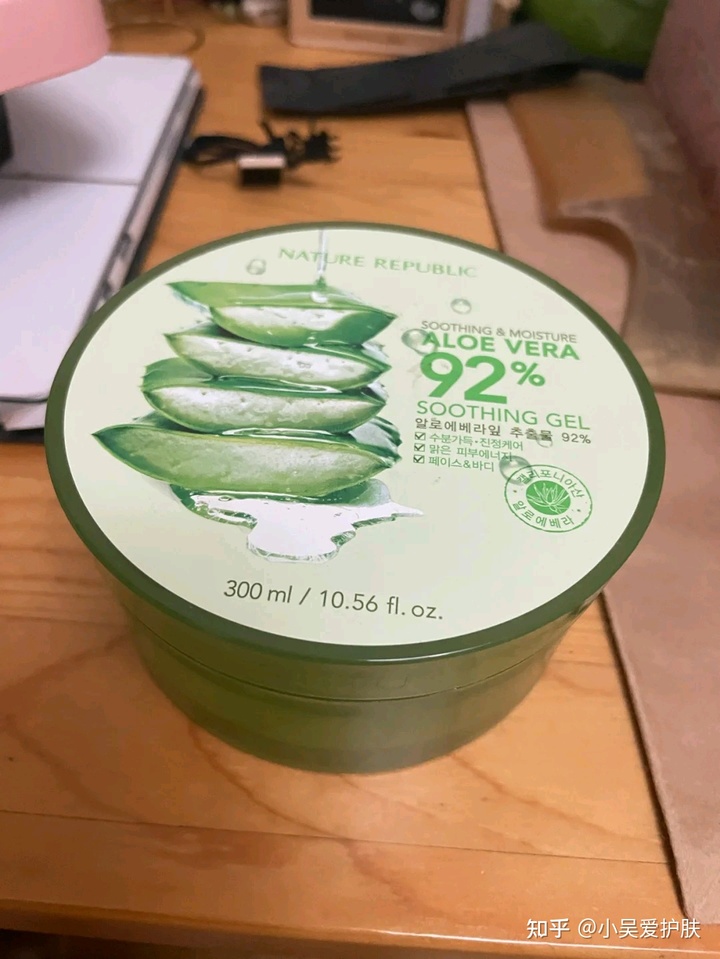 NATURE REPUBLIC
SOOTHING & MOISTURE
ALOE VERA
92%
SOOTHING GEL
알로에베라잎 추출물 92%
수분가득·진정케어
맑은 피부에너지
페이스&바디
캘리포니아산
알로에베라
300 ml / 10.56 fl. oz.
知乎 @小吴爱护肤